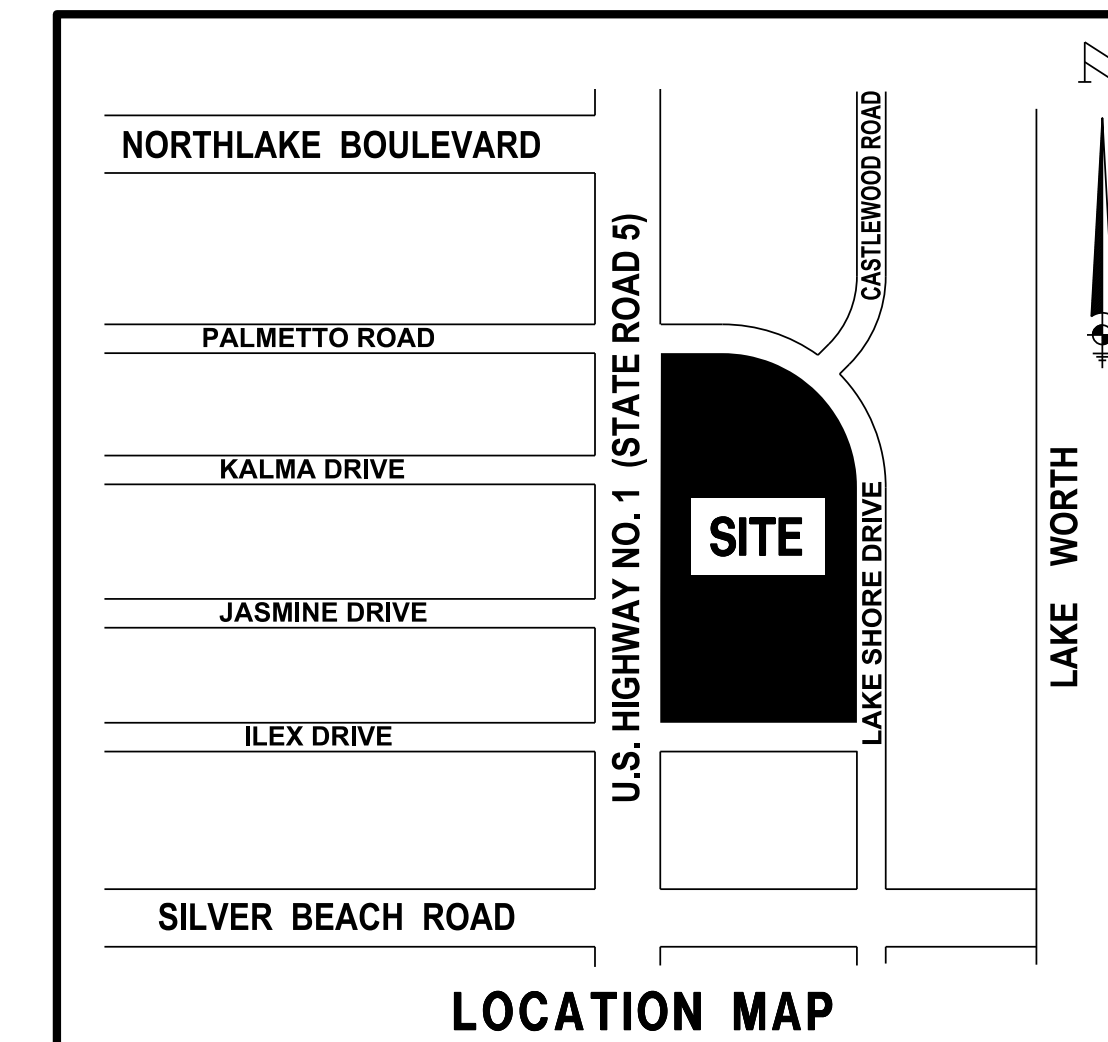 N
NORTHLAKE BOULEVARD
CASTLEWOOD ROAD
PALMETTO ROAD
U.S. HIGHWAY NO. 1 (STATE ROAD 5)
KALMA DRIVE
SITE
LAKE SHORE DRIVE
LAKE WORTH
JASMINE DRIVE
ILEX DRIVE
SILVER BEACH ROAD
LOCATION MAP